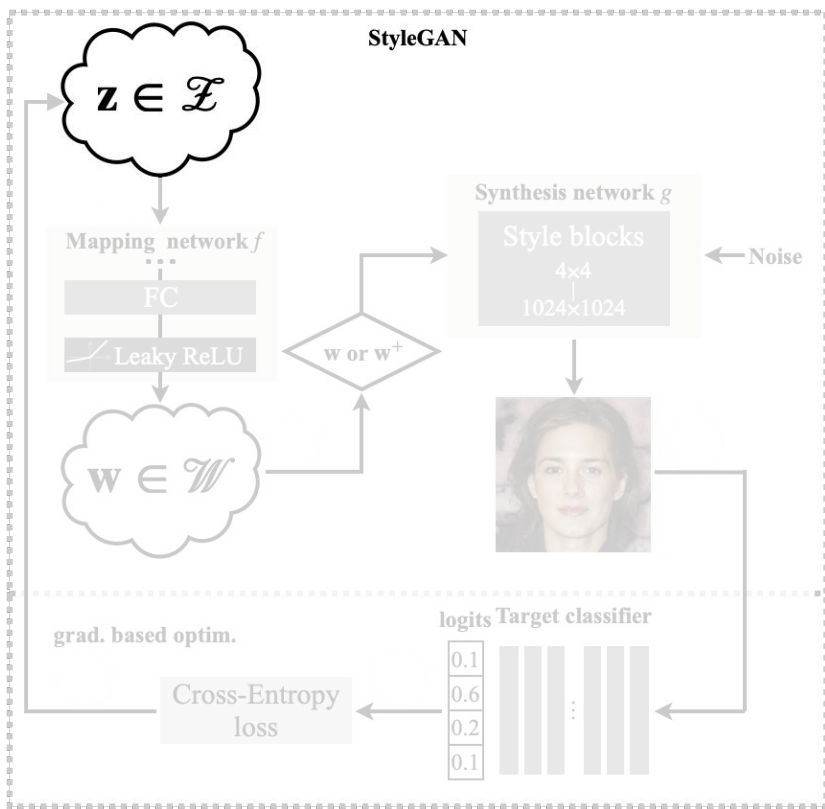 StyleGAN
z ∈ 𝒵
Mapping network f
...
FC
Leaky ReLU
w ∈ 𝒲
w or w⁺
Synthesis network g
Style blocks
4×4
1024×1024
Noise
grad. based optim.
Cross-Entropy
loss
logits
0.1
0.6
0.2
0.1
Target classifier